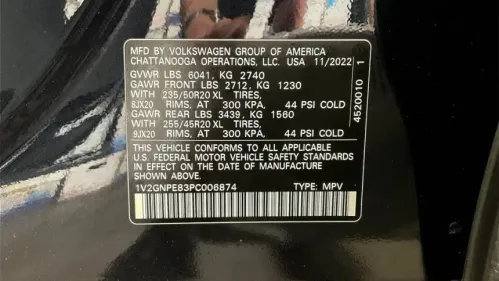 MFD BY VOLKSWAGEN GROUP OF AMERICA
CHATTANOOGA OPERATIONS, LLC. USA 11/2022
GVWR LBS 6041, KG 2740
GAWR FRONT LBS 2712, KG 1230
WITH 235/50R20 XL TIRES,
8JX20 RIMS, AT 300 KPA, 44 PSI COLD
GAWR REAR LBS 3439, KG 1560
WITH 255/45R20 XL TIRES,
9JX20 RIMS, AT 300 KPA, 44 PSI COLD
THIS VEHICLE CONFORMS TO ALL APPLICABLE
U.S. FEDERAL MOTOR VEHICLE SAFETY STANDARDS
IN EFFECT ON THE DATE OF MANUFACTURE
SHOWN ABOVE.
1V2GNPE83PC006874 TYPE: MPV
4520010 1